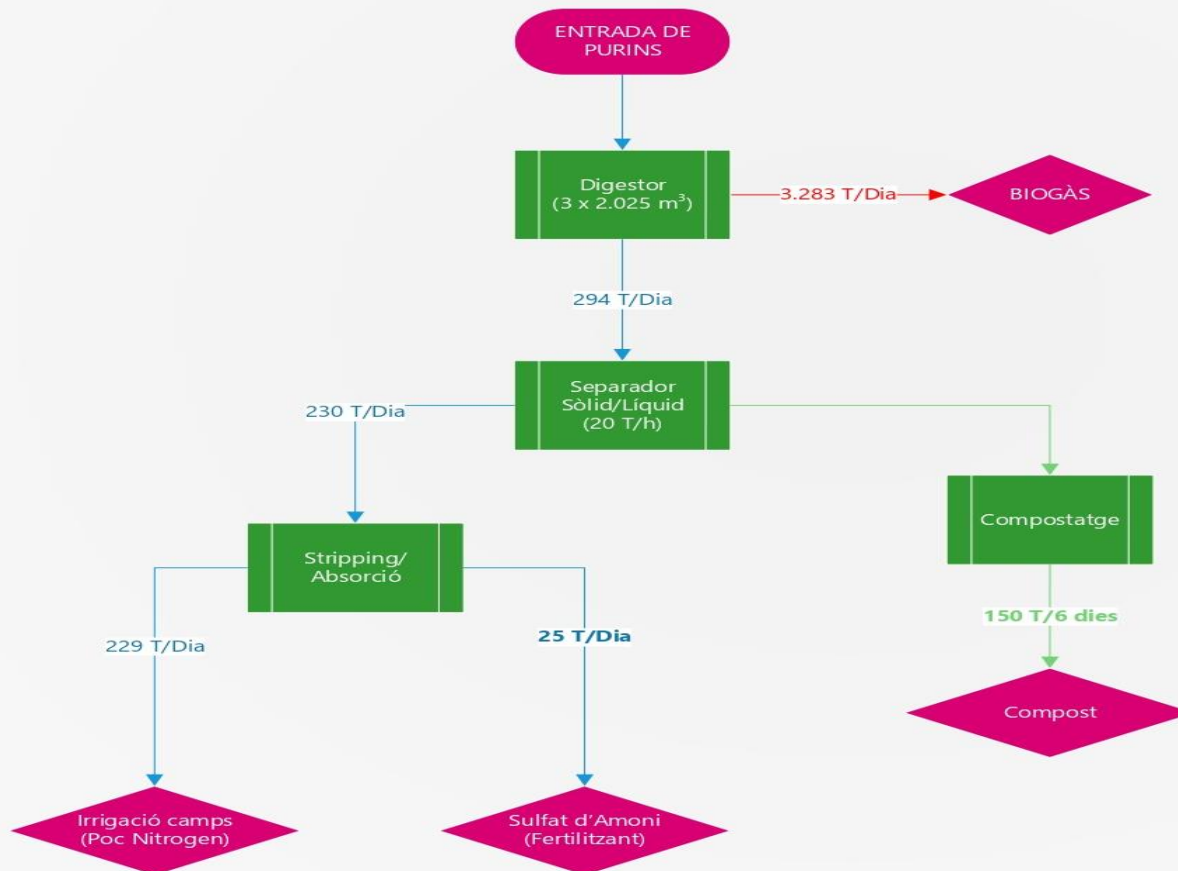 ENTRADA DE
PURINS
Digestor
(3 x 2.025 m³)
3.283 T/Dia
BIOGÀS
294 T/Dia
Separador
Sòlid/Líquid
(20 T/h)
230 T/Dia
Compostatge
Stripping/
Absorció
150 T/6 dies
25 T/Dia
229 T/Dia
Compost
Irrigació camps
(Poc Nitrogen)
Sulfat d’Amoni
(Fertilitzant)